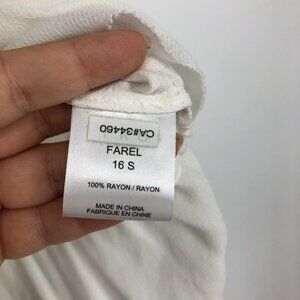 CA#34460
FAREL
16 S
100% RAYON / RAYON
MADE IN CHINA
FABRIQUE EN CHINE